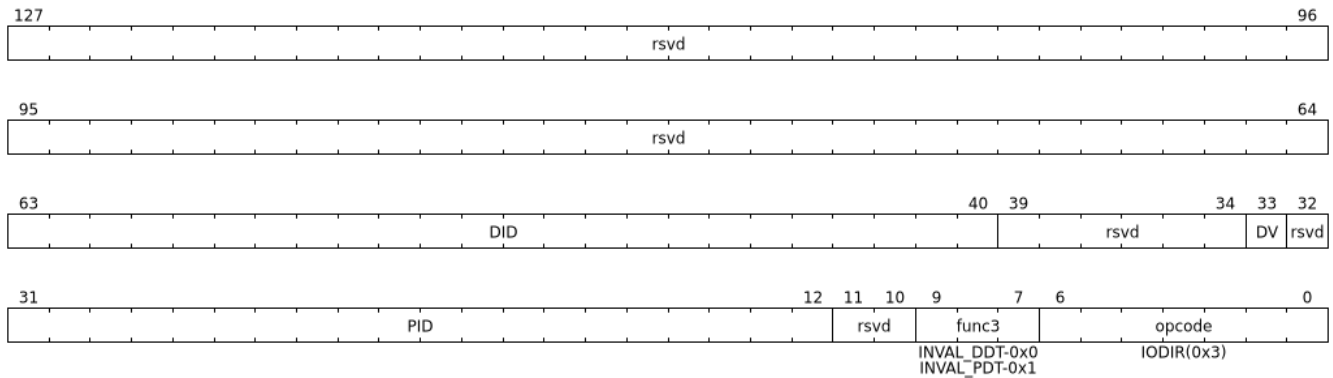 127 96
rsvd
95 64
rsvd
63 40 39 34 33 32
DID rsvd DV rsvd
31 12 11 10 9 7 6 0
PID rsvd func3 opcode
INVAL_DDT-0x0 IODIR(0x3)
INVAL_PDT-0x1